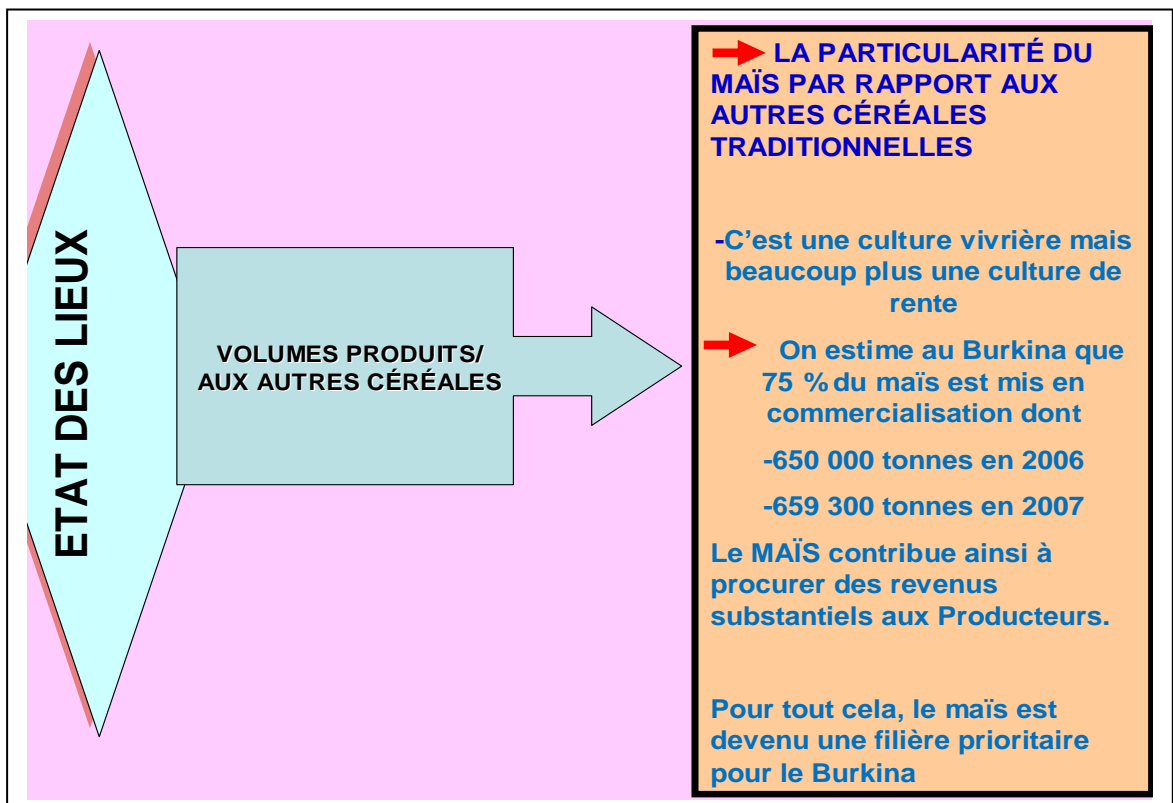 ETAT DES LIEUX
VOLUMES PRODUITS/
AUX AUTRES CÉRÉALES
LA PARTICULARITÉ DU
MAÏS PAR RAPPORT AUX
AUTRES CÉRÉALES
TRADITIONNELLES
-C’est une culture vivrière mais
beaucoup plus une culture de
rente
On estime au Burkina que
75 % du maïs est mis en
commercialisation dont
-650 000 tonnes en 2006
-659 300 tonnes en 2007
Le MAÏS contribue ainsi à
procurer des revenus
substantiels aux Producteurs.
Pour tout cela, le maïs est
devenu une filière prioritaire
pour le Burkina